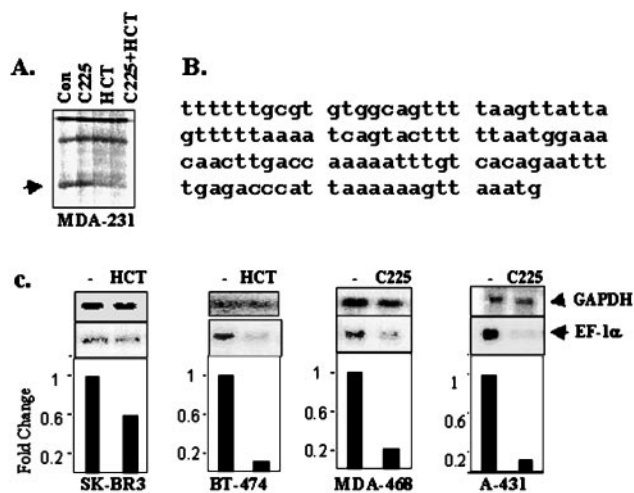 A.
Con C225 HCT C225+HCT
MDA-231
B.
ttttttgcgt gtggcagttt taagttatta
gtttttaaaa tcagtacttt ttaatggaaa
caacttgacc aaaaatttgt cacagaattt
tgagacccat taaaaaagtt aaatg
c.
- HCT - HCT - C225 - C225
GAPDH
EF-1α
Fold Change
1 1 1 1
0.6 0.6 0.6 0.6
0.2 0.2 0.2 0.2
SK-BR3 BT-474 MDA-468 A-431